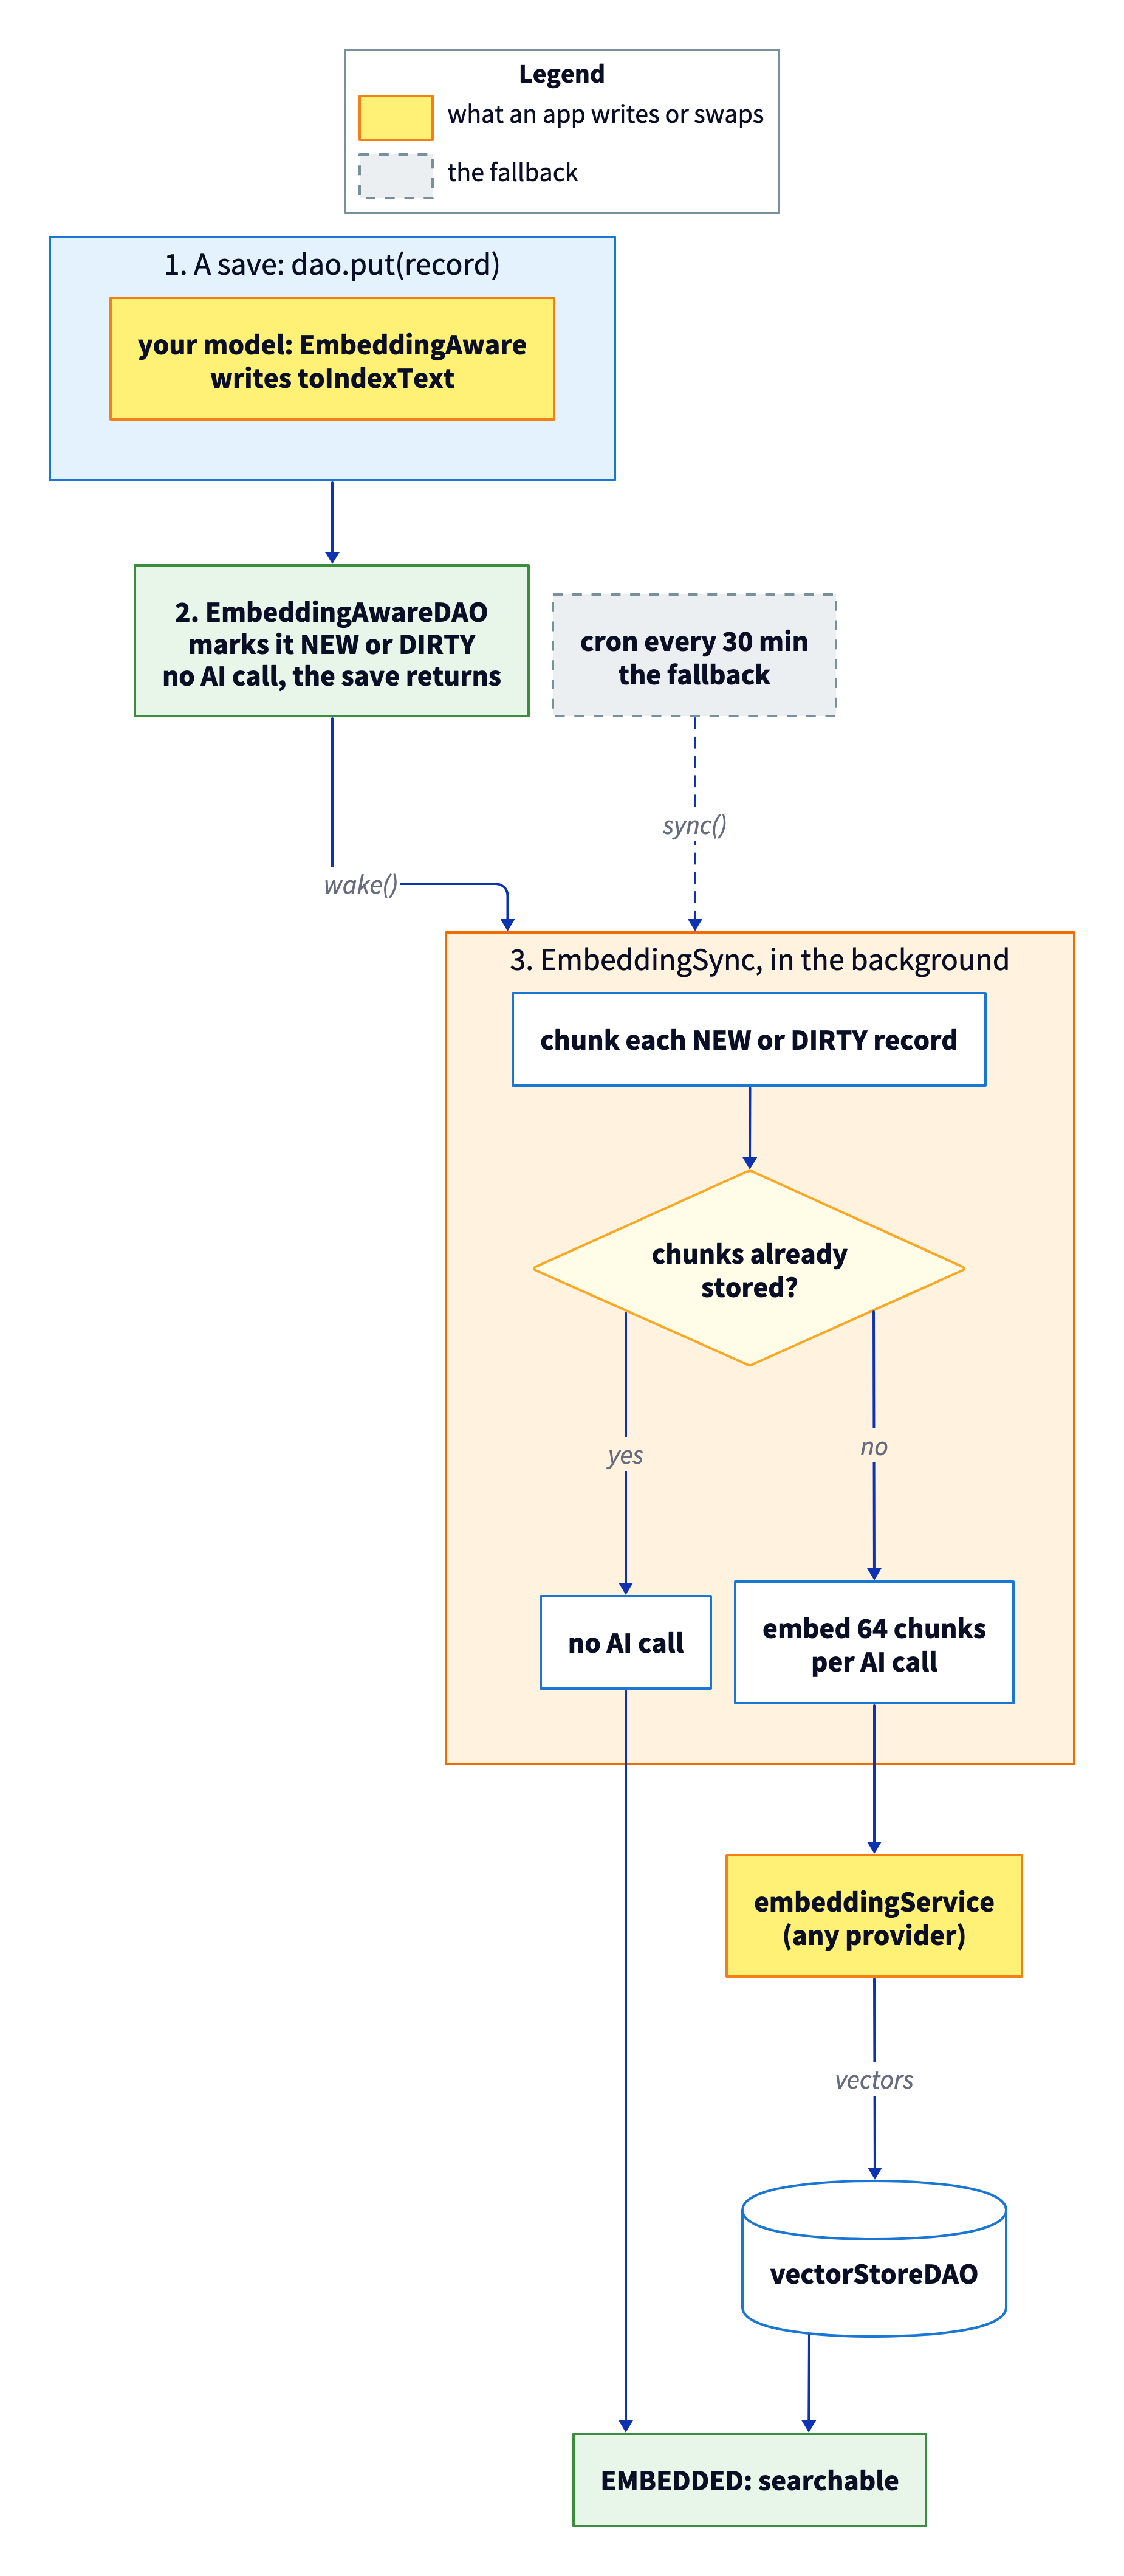 Legend
what an app writes or swaps
the fallback
1. A save: dao.put(record)
your model: EmbeddingAware
writes toIndexText
2. EmbeddingAwareDAO
marks it NEW or DIRTY
no AI call, the save returns
cron every 30 min
the fallback
sync()
wake()
3. EmbeddingSync, in the background
chunk each NEW or DIRTY record
chunks already
stored?
yes
no
no AI call
embed 64 chunks
per AI call
embeddingService
(any provider)
vectors
vectorStoreDAO
EMBEDDED: searchable